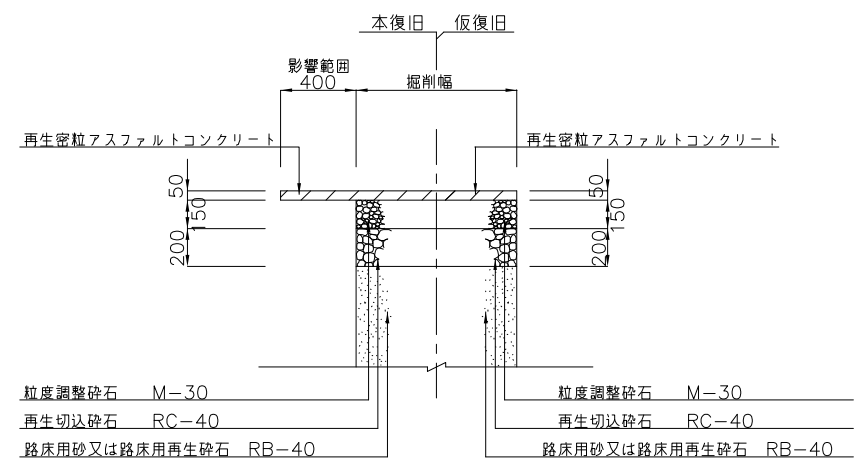 本復旧 仮復旧
影響範囲
400 掘削幅
再生密粒アスファルトコンクリート 再生密粒アスファルトコンクリート
50 50
150 150
200 200
粒度調整砕石 M-30 粒度調整砕石 M-30
再生切込砕石 RC-40 再生切込砕石 RC-40
路床用砂又は路床用再生砕石 RB-40 路床用砂又は路床用再生砕石 RB-40